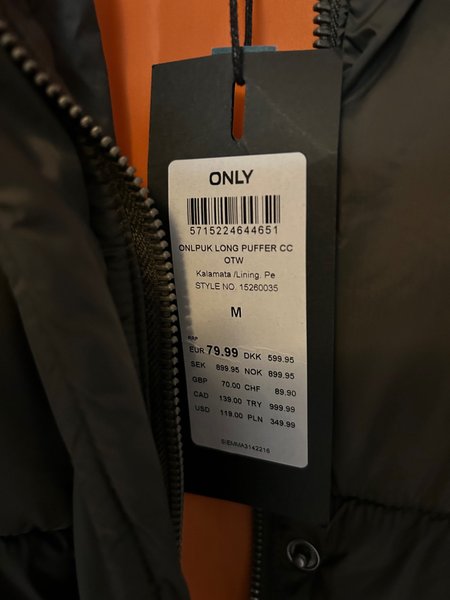 ONLY
5715224644651
ONLPUK LONG PUFFER CC
OTW
Kalamata /Lining. Pe
STYLE NO. 15260035
M
RRP
EUR 79.99 DKK 599.95
SEK 899.95 NOK 899.95
GBP 70.00 CHF 89.90
CAD 139.00 TRY 999.99
USD 119.00 PLN 349.99
SIEMMA3142216